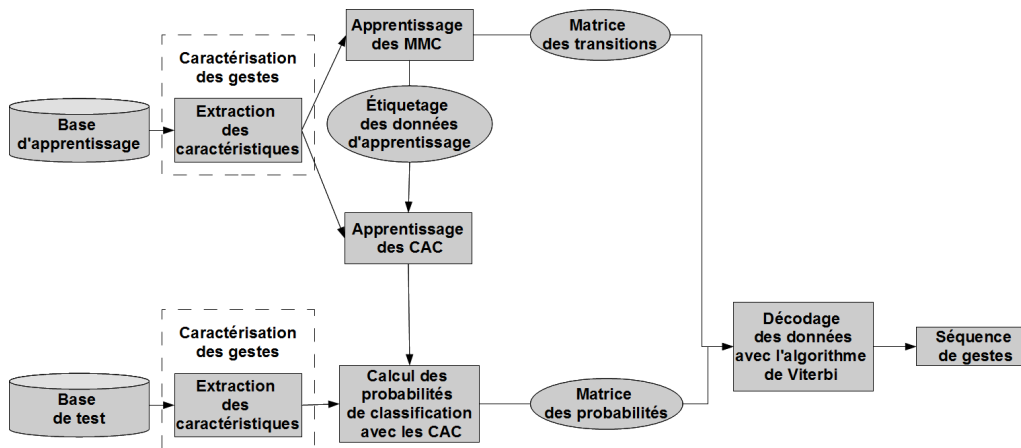 Apprentissage
des MMC
Matrice
des transitions
Caractérisation
des gestes
Base
d'apprentissage
Extraction
des
caractéristiques
Étiquetage
des données
d'apprentissage
Apprentissage
des CAC
Caractérisation
des gestes
Base
de test
Extraction
des
caractéristiques
Calcul des
probabilités
de classification
avec les CAC
Matrice
des probabilités
Décodage
des données
avec l'algorithme
de Viterbi
Séquence
de gestes